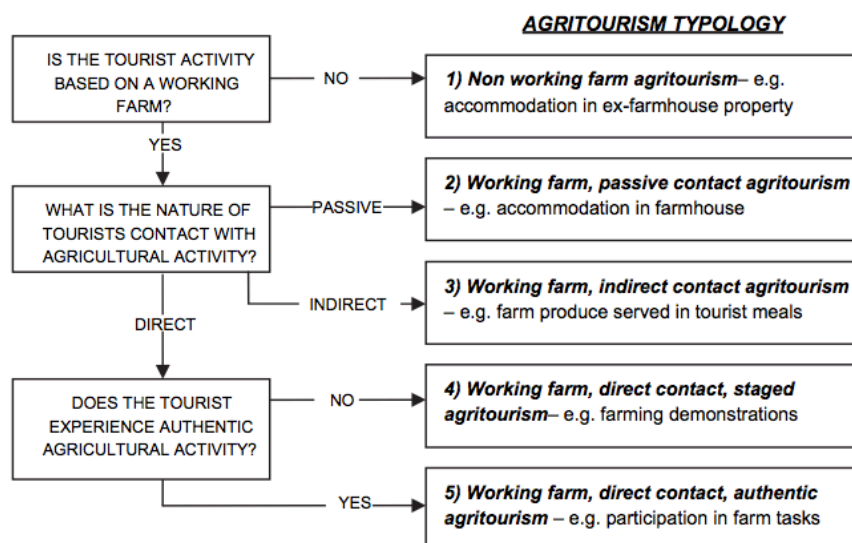 AGRITOURISM TYPOLOGY
IS THE TOURIST ACTIVITY
BASED ON A WORKING
FARM?
NO
1) Non working farm agritourism– e.g.
accommodation in ex-farmhouse property
YES
WHAT IS THE NATURE OF
TOURISTS CONTACT WITH
AGRICULTURAL ACTIVITY?
PASSIVE
2) Working farm, passive contact agritourism
– e.g. accommodation in farmhouse
INDIRECT
3) Working farm, indirect contact agritourism
– e.g. farm produce served in tourist meals
DIRECT
DOES THE TOURIST
EXPERIENCE AUTHENTIC
AGRICULTURAL ACTIVITY?
NO
4) Working farm, direct contact, staged
agritourism– e.g. farming demonstrations
YES
5) Working farm, direct contact, authentic
agritourism – e.g. participation in farm tasks